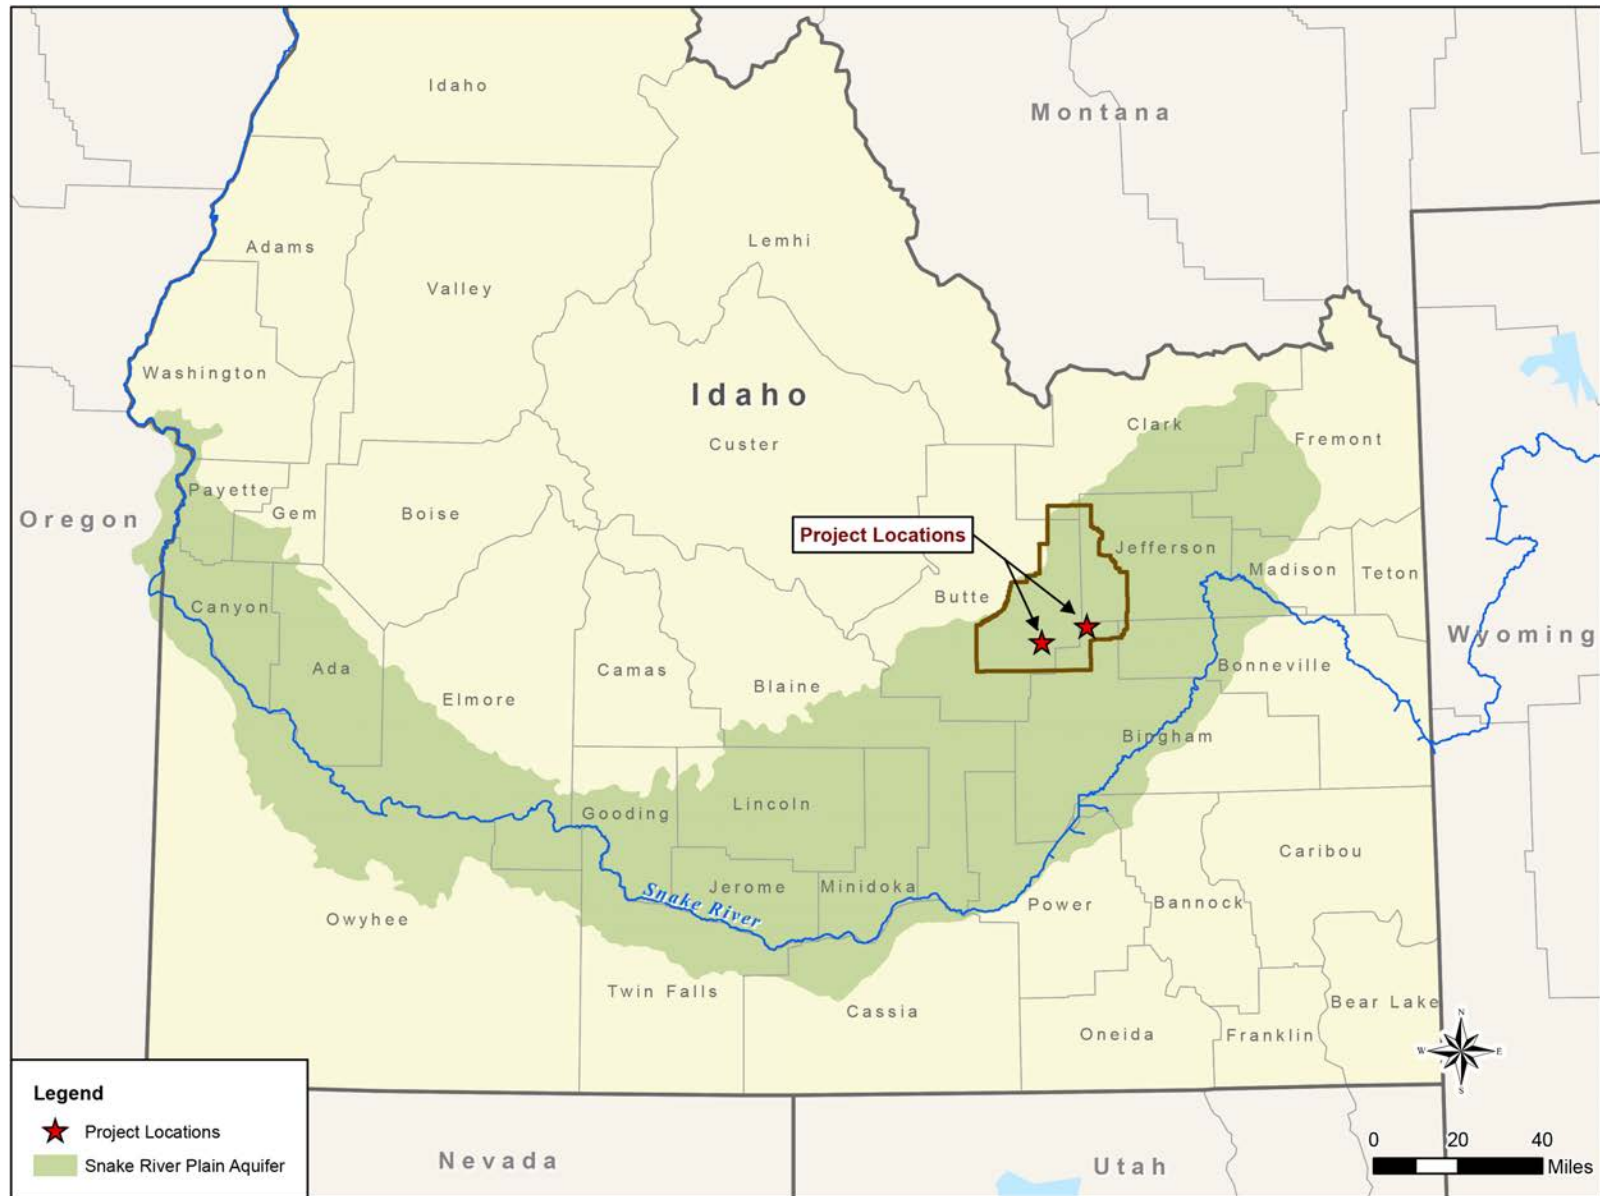 Idaho
Montana
Adams
Lemhi
Valley
Washington
Idaho
Custer
Clark
Fremont
Payette
Gem
Boise
Oregon
Project Locations
Jefferson
Madison
Teton
Butte
Canyon
Wyoming
Ada
Camas
Bonneville
Blaine
Elmore
Bingham
Lincoln
Gooding
Caribou
Jerome
Minidoka
Snake River
Power
Bannock
Owyhee
Twin Falls
Cassia
Bear Lake
Oneida
Franklin
N
W
E
S
Legend
Project Locations
Snake River Plain Aquifer
Nevada
Utah
0 20 40
Miles